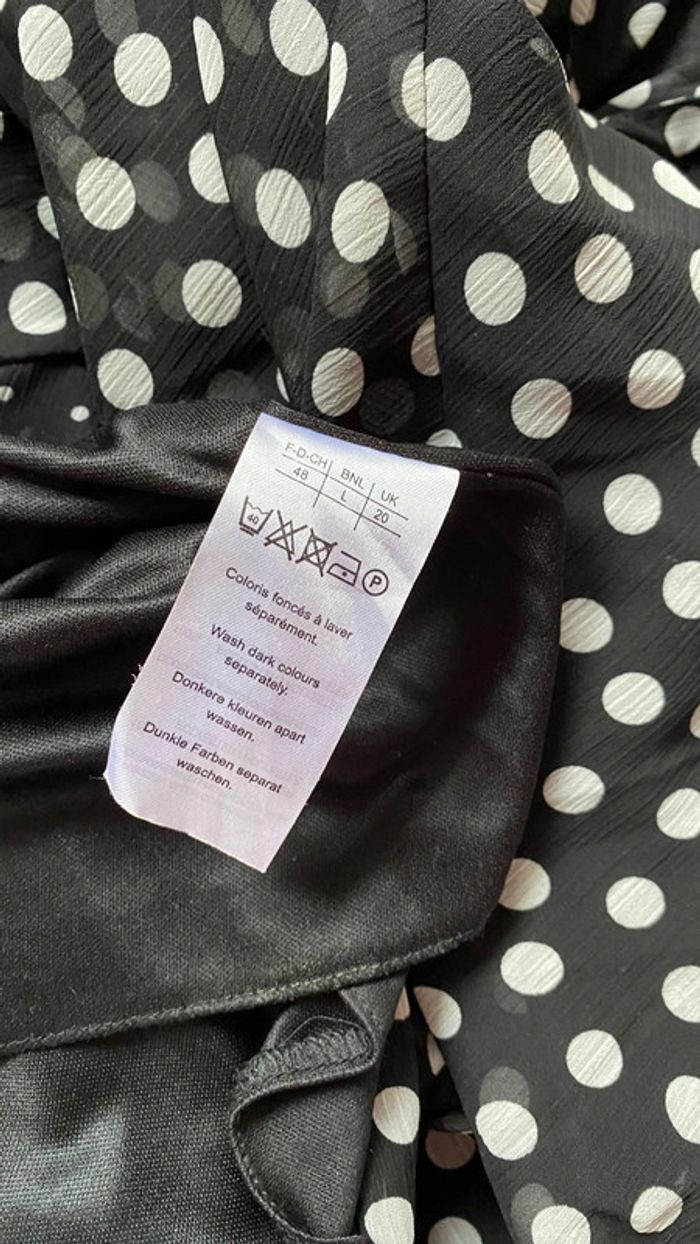 F-D-CH BNL UK
48 L 20
40 P
Coloris foncés à laver
séparément.
Wash dark colours
separately.
Donkere kleuren apart
wassen.
Dunkle Farben separat
waschen.